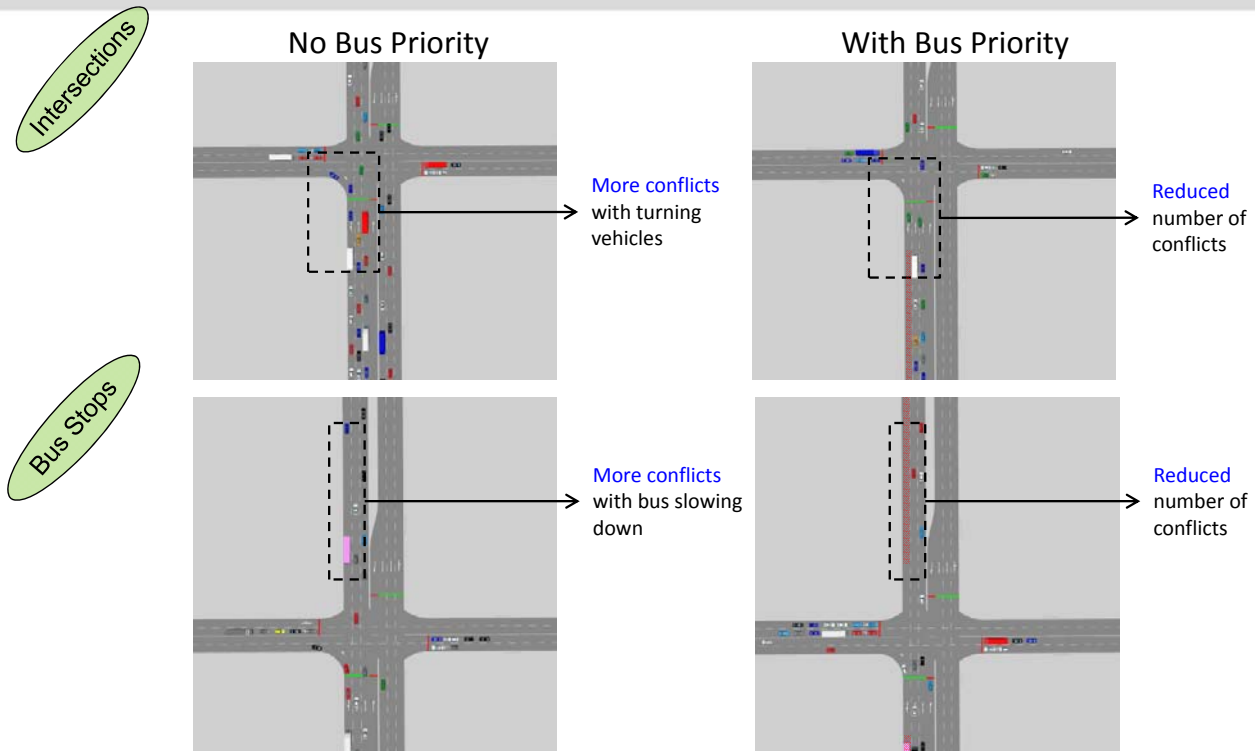 Intersections
No Bus Priority
With Bus Priority
More conflicts
with turning
vehicles
Reduced
number of
conflicts
Bus Stops
More conflicts
with bus slowing
down
Reduced
number of
conflicts